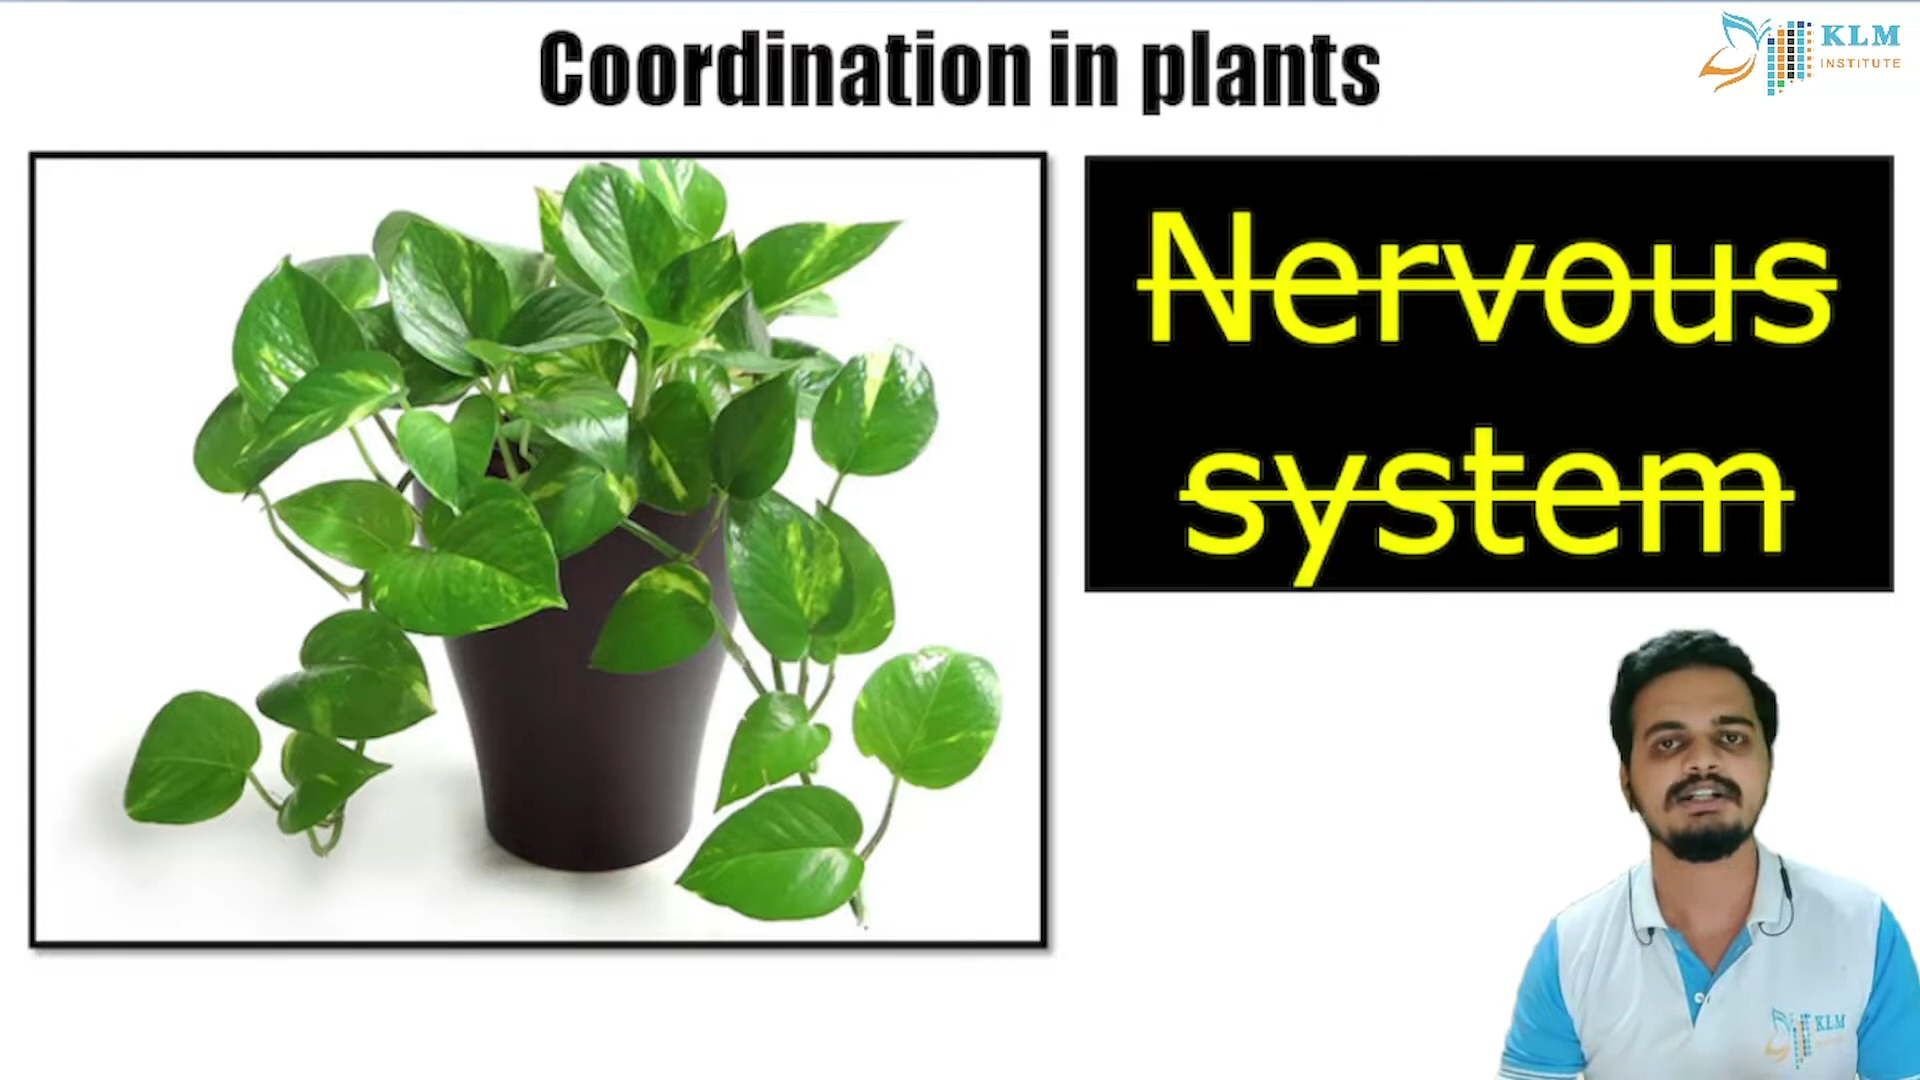 Coordination in plants
KLM
INSTITUTE
Nervous
system
KLM